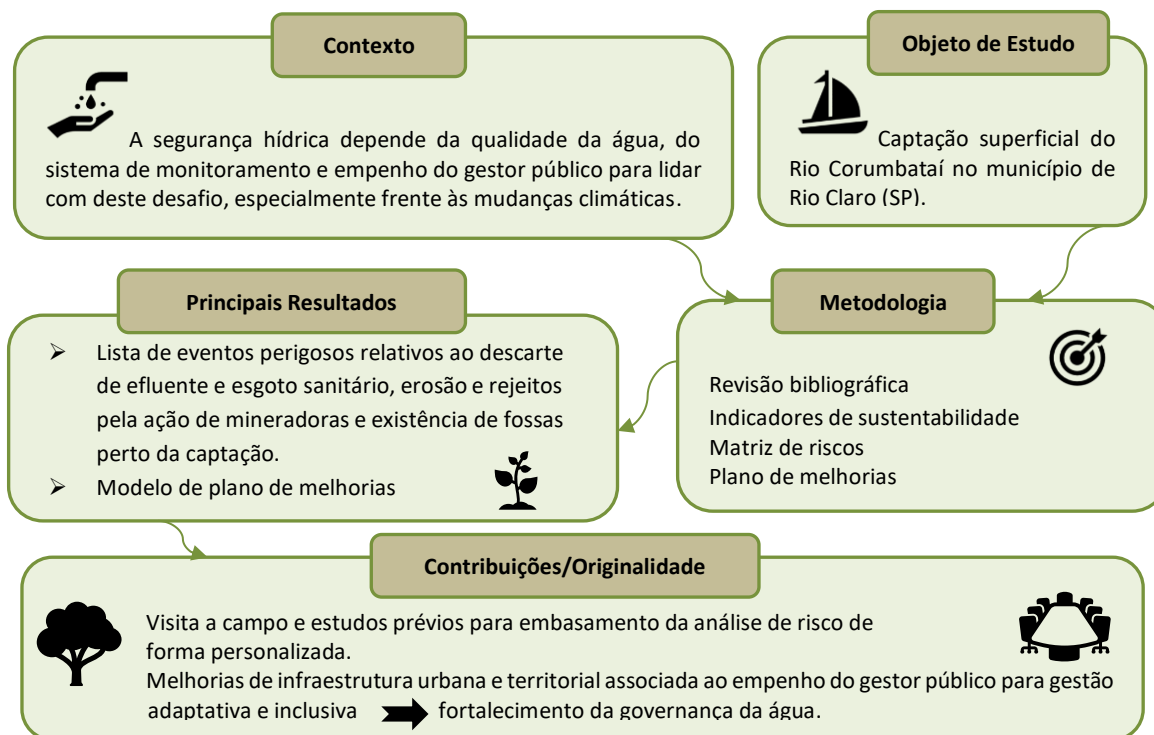 Contexto
A segurança hídrica depende da qualidade da água, do
sistema de monitoramento e empenho do gestor público para lidar
com deste desafio, especialmente frente às mudanças climáticas.
Objeto de Estudo
Captação superficial do
Rio Corumbataí no município de
Rio Claro (SP).
Principais Resultados
➢ Lista de eventos perigosos relativos ao descarte
de efluente e esgoto sanitário, erosão e rejeitos
pela ação de mineradoras e existência de fossas
perto da captação.
➢ Modelo de plano de melhorias
Metodologia
Revisão bibliográfica
Indicadores de sustentabilidade
Matriz de riscos
Plano de melhorias
Contribuições/Originalidade
Visita a campo e estudos prévios para embasamento da análise de risco de
forma personalizada.
Melhorias de infraestrutura urbana e territorial associada ao empenho do gestor público para gestão
adaptativa e inclusiva fortalecimento da governança da água.